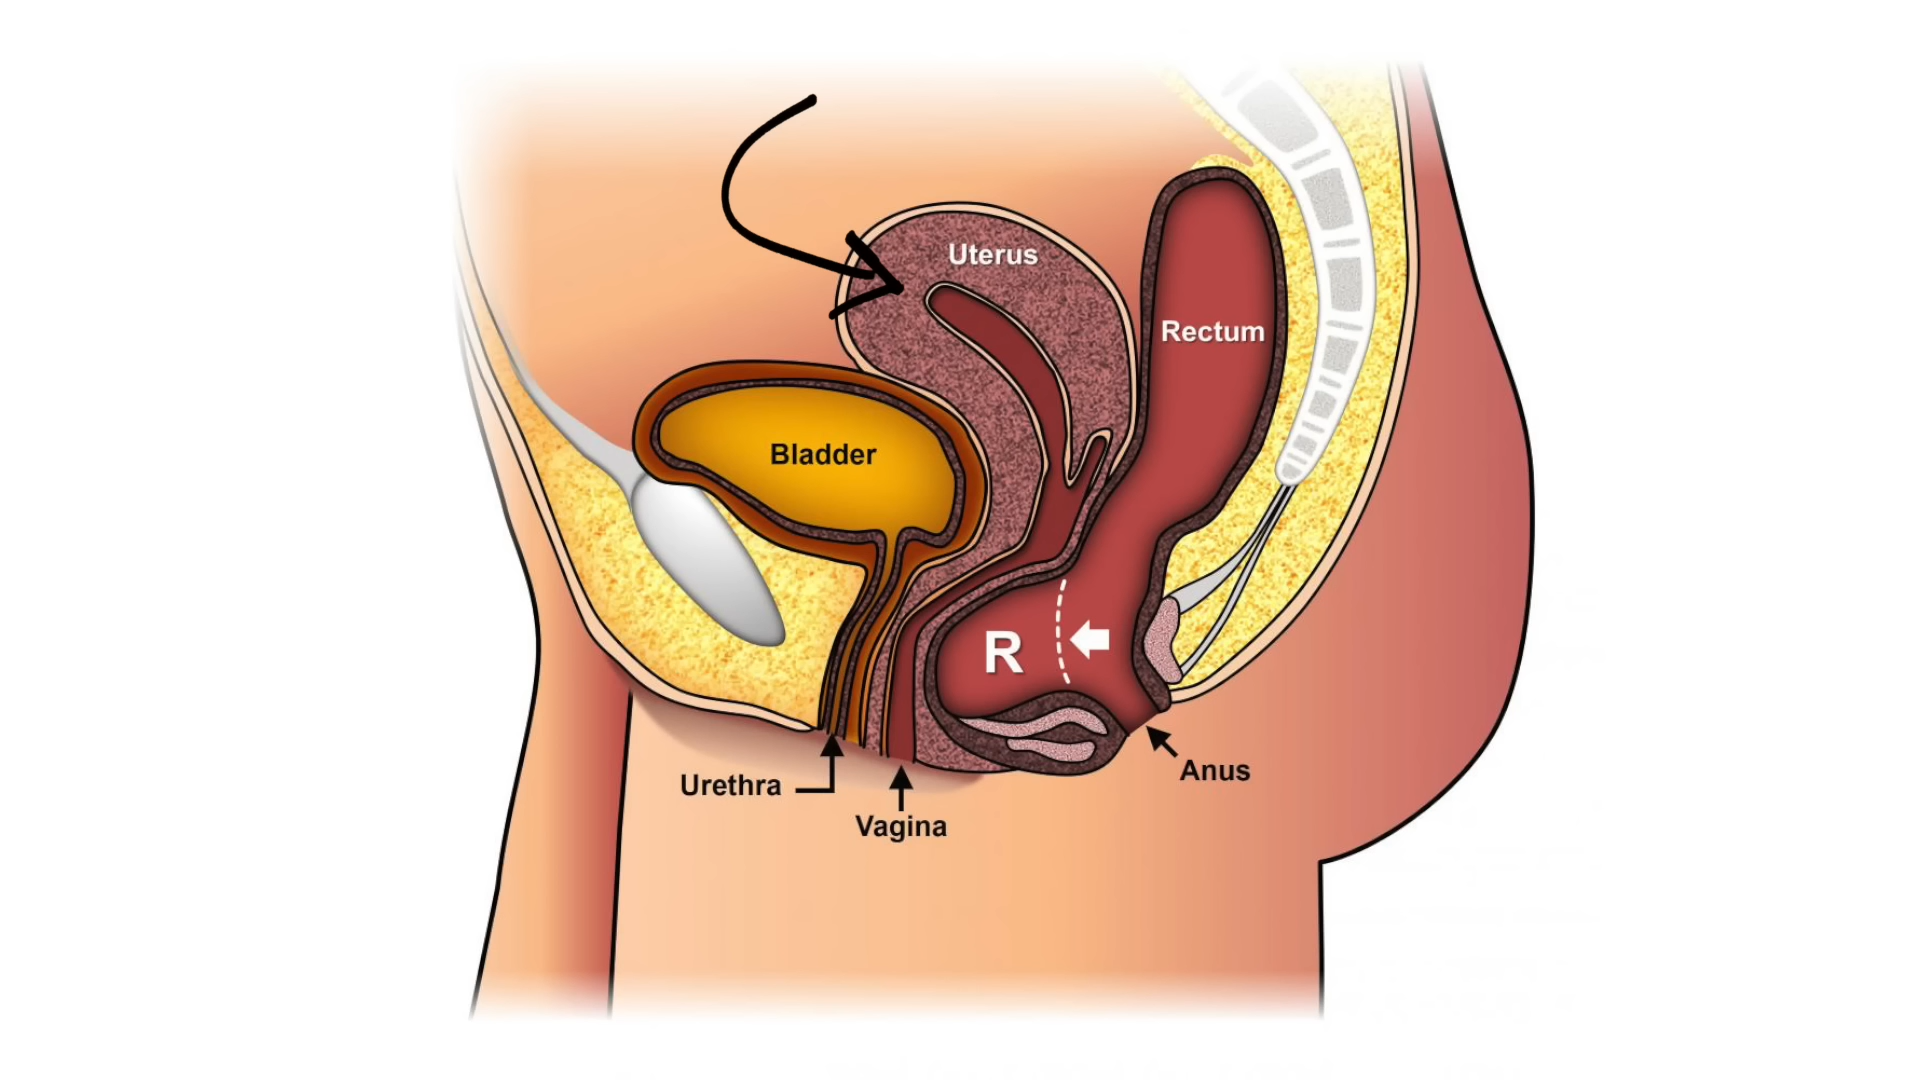 Uterus
Rectum
Bladder
R
Urethra
Anus
Vagina